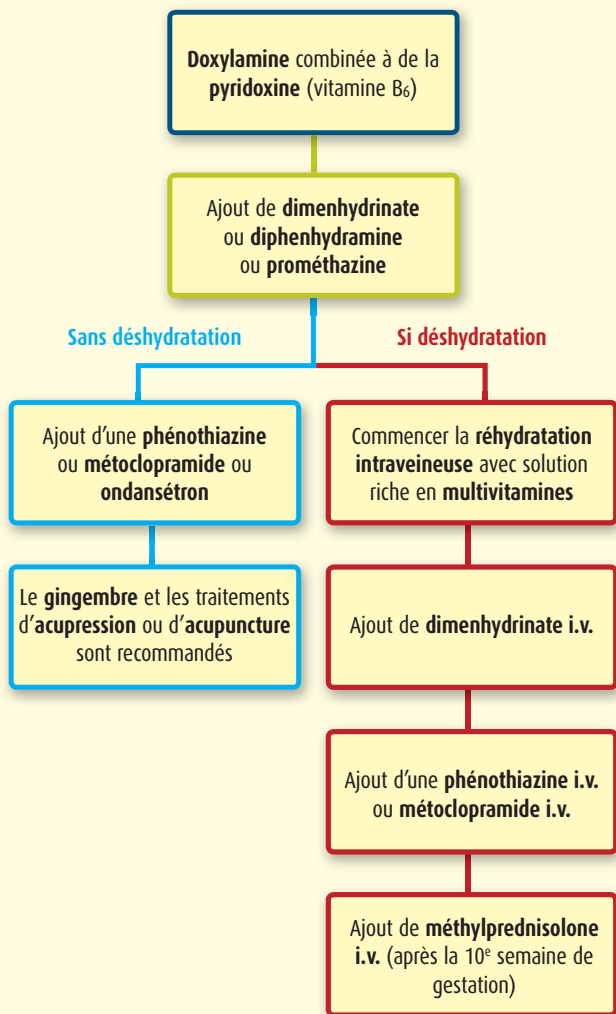 Doxylamine combinée à de la
pyridoxine (vitamine B₆)
Ajout de dimenhydrinate
ou diphenhydramine
ou prométhazine
Sans déshydratation
Si déshydratation
Ajout d’une phénothiazine
ou métoclopramide ou
ondansétron
Le gingembre et les traitements
d’acupression ou d’acupuncture
sont recommandés
Commencer la réhydratation
intraveineuse avec solution
riche en multivitamines
Ajout de dimenhydrinate i.v.
Ajout d’une phénothiazine i.v.
ou métoclopramide i.v.
Ajout de méthylprednisolone
i.v. (après la 10ᵉ semaine de
gestation)